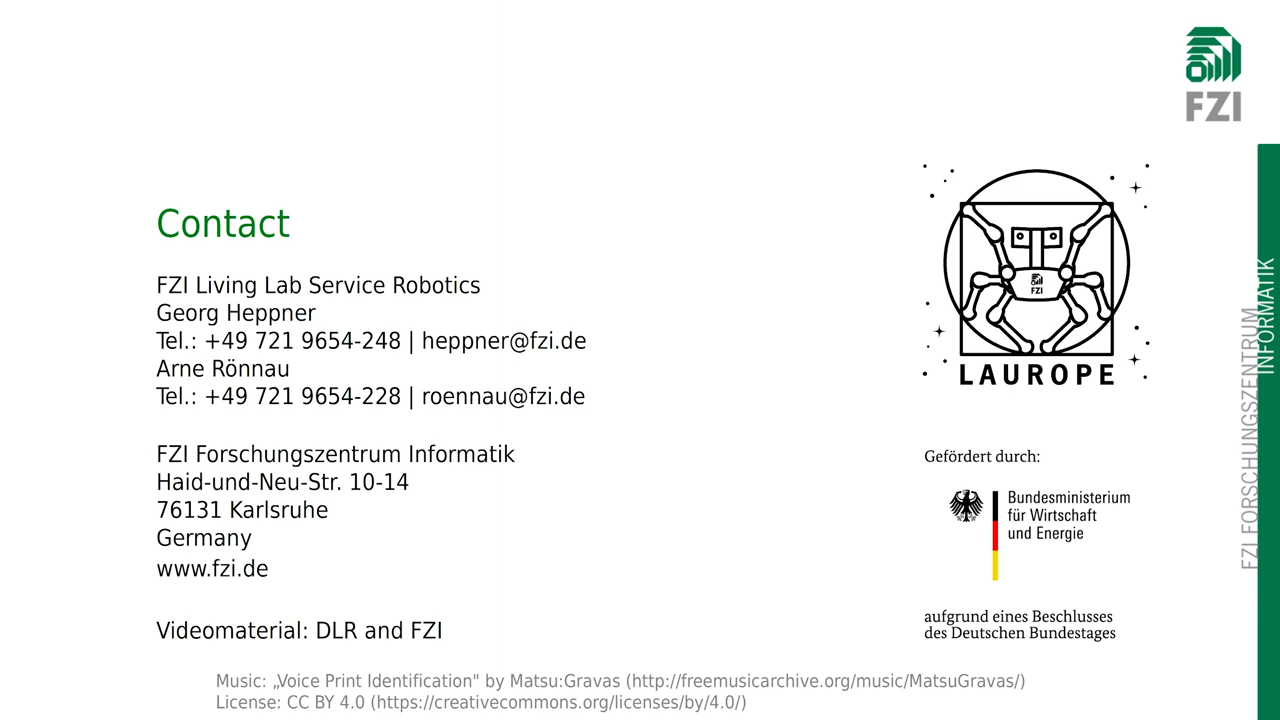 FZI
Contact
FZI Living Lab Service Robotics
Georg Heppner
Tel.: +49 721 9654-248 | heppner@fzi.de
Arne Rönnau
Tel.: +49 721 9654-228 | roennau@fzi.de
FZI Forschungszentrum Informatik
Haid-und-Neu-Str. 10-14
76131 Karlsruhe
Germany
www.fzi.de
Videomaterial: DLR and FZI
Music: „Voice Print Identification" by Matsu:Gravas (http://freemusicarchive.org/music/MatsuGravas/)
License: CC BY 4.0 (https://creativecommons.org/licenses/by/4.0/)
FZI
LAUROPE
Gefördert durch:
Bundesministerium
für Wirtschaft
und Energie
aufgrund eines Beschlusses
des Deutschen Bundestages
FZI FORSCHUNGSZENTRUM
INFORMATIK